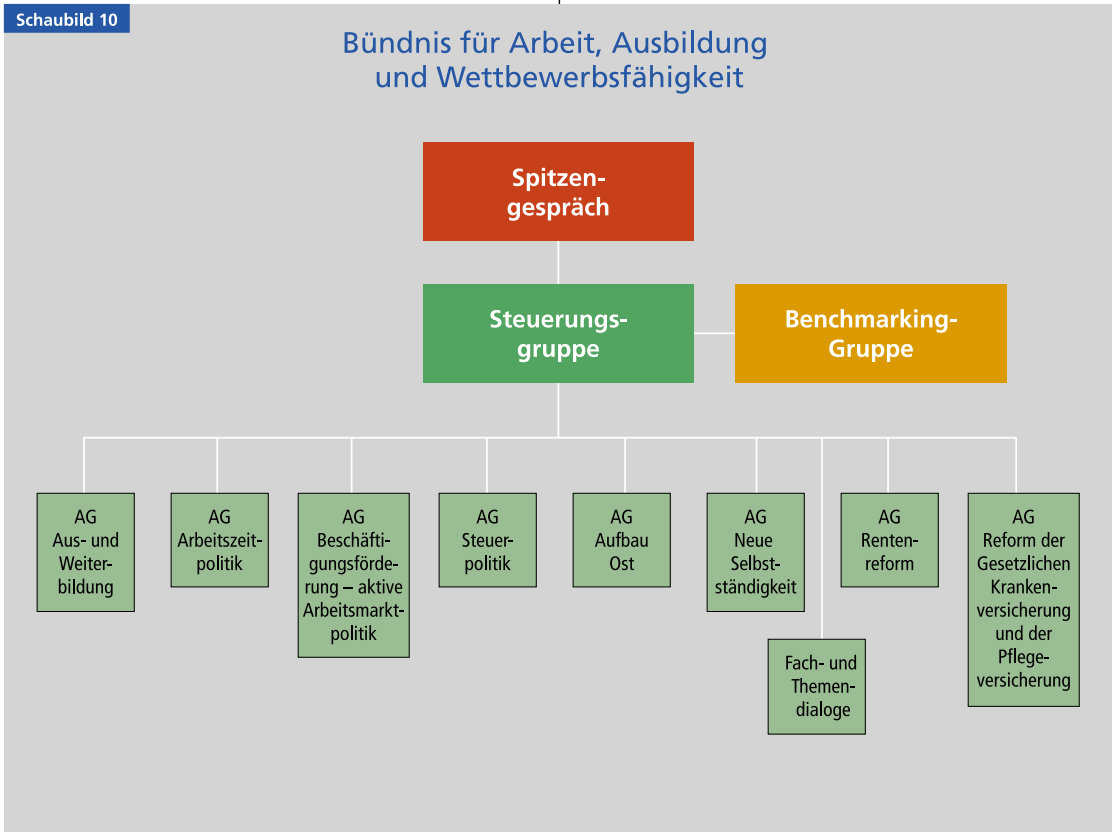 Schaubild 10
Bündnis für Arbeit, Ausbildung
und Wettbewerbsfähigkeit
Spitzen-
gespräch
Steuerungs-
gruppe
Benchmarking-
Gruppe
AG
Aus- und
Weiter-
bildung
AG
Arbeitszeit-
politik
AG
Beschäfti-
gungsförde-
rung – aktive
Arbeitsmarkt-
politik
AG
Steuer-
politik
AG
Aufbau
Ost
AG
Neue
Selbst-
ständigkeit
Fach- und
Themen-
dialoge
AG
Renten-
reform
AG
Reform der
Gesetzlichen
Kranken-
versicherung
und der
Pflege-
versicherung